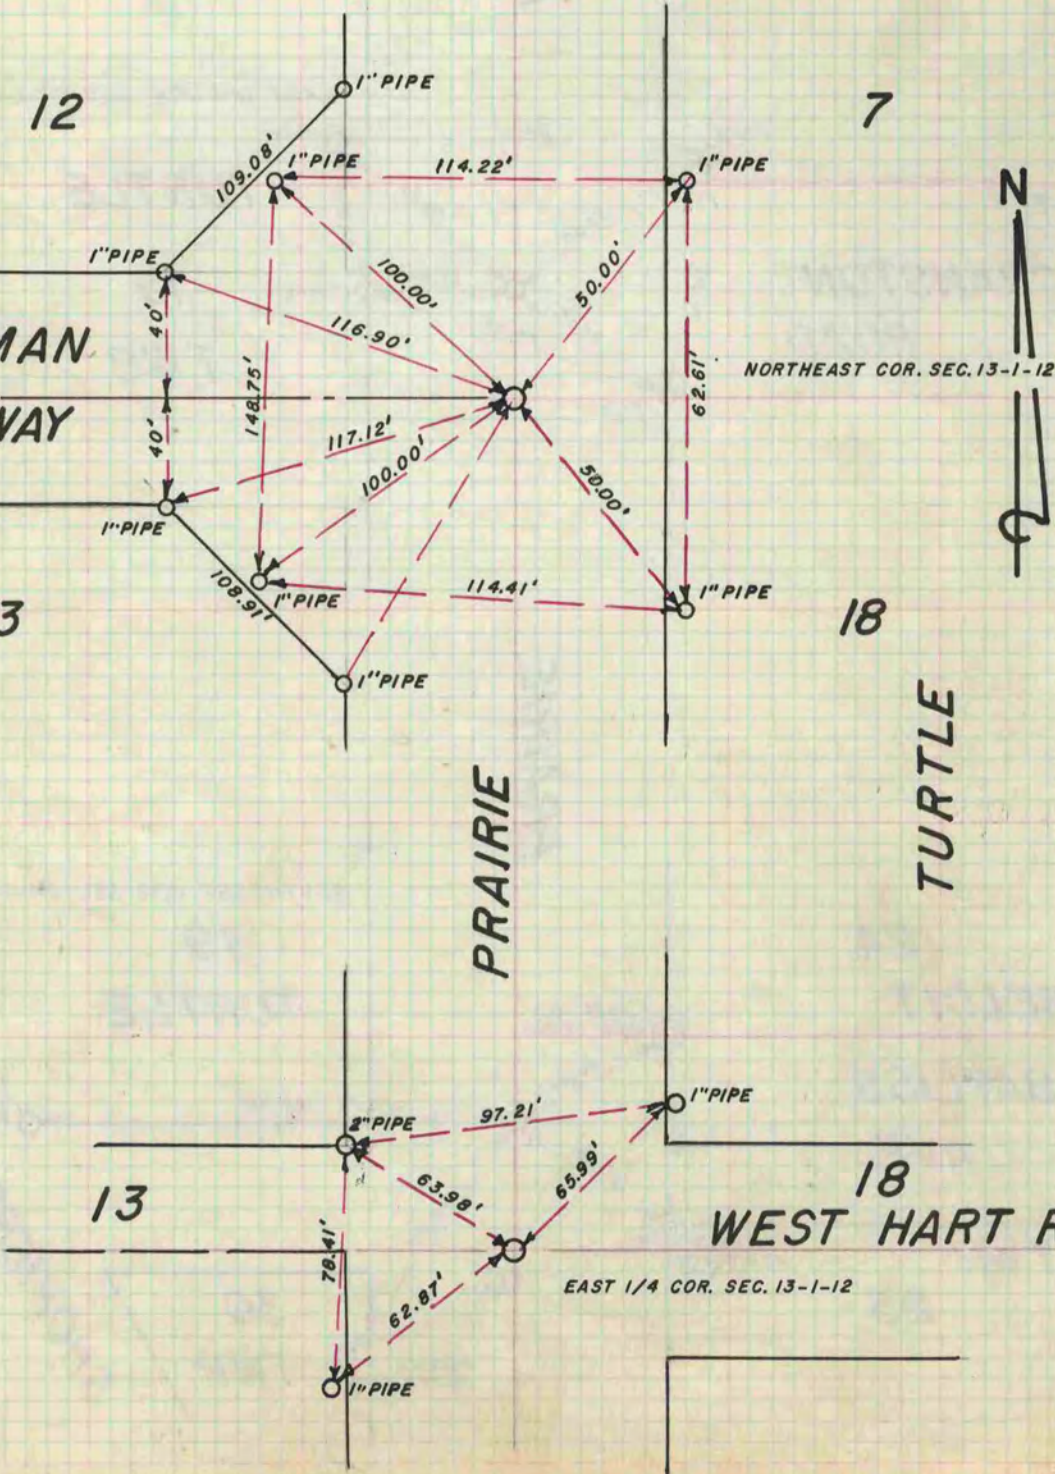 1" PIPE
12
7
109.08'
1" PIPE
114.22'
1" PIPE
N
1" PIPE
100.00'
50.00'
40'
116.90'
MAN
148.75'
62.61'
NORTHEAST COR. SEC. 13-1-12
WAY
40'
117.12'
100.00'
50.00'
1" PIPE
108.91'
1" PIPE
114.41'
1" PIPE
3
18
1" PIPE
PRAIRIE
TURTLE
2" PIPE
97.21'
1" PIPE
63.98'
65.99'
13
18
78.41'
WEST HART
62.87'
EAST 1/4 COR. SEC. 13-1-12
1" PIPE